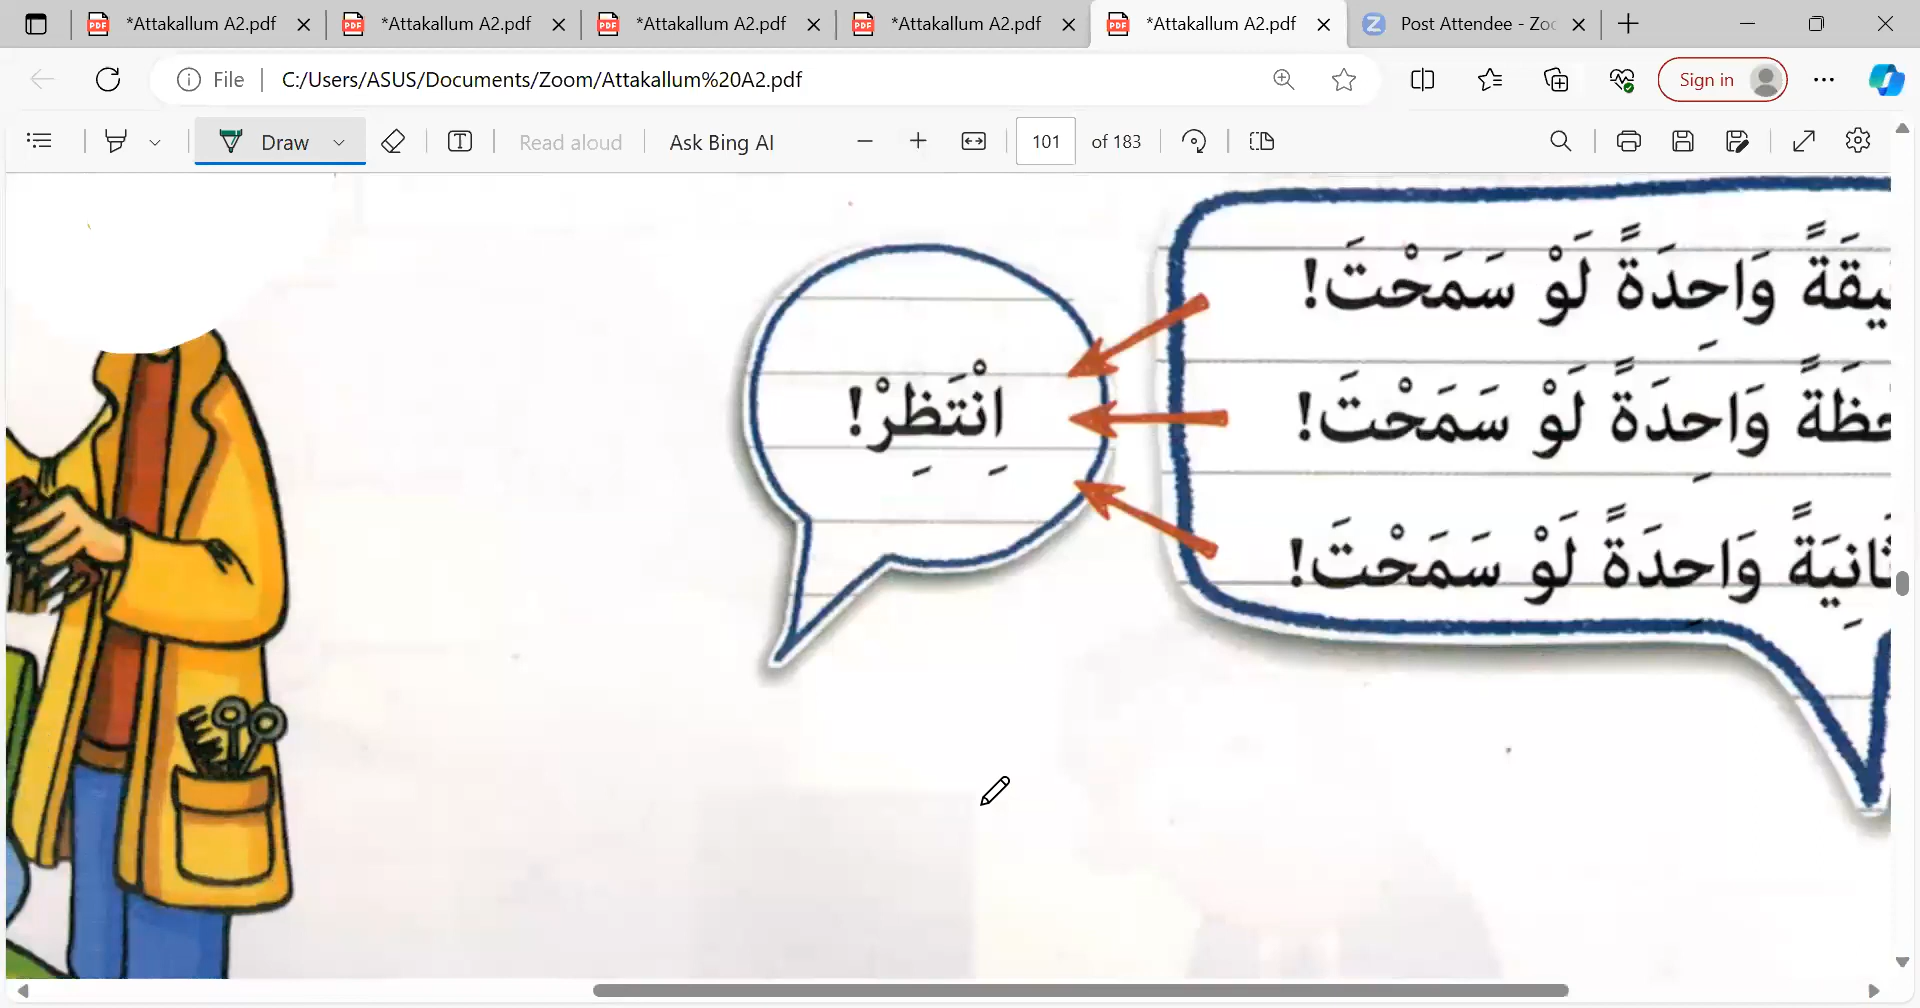 *Attakallum A2.pdf
*Attakallum A2.pdf
*Attakallum A2.pdf
*Attakallum A2.pdf
*Attakallum A2.pdf
Post Attendee - Zo
File
C:/Users/ASUS/Documents/Zoom/Attakallum%20A2.pdf
Sign in
Draw
Read aloud
Ask Bing AI
101
of 183
وَاحِدَةً لَوْ سَمَحْتَ!
اِنْتَظِرْ!
وَاحِدَةً لَوْ سَمَحْتَ!
ثَانِيَةً وَاحِدَةً لَوْ سَمَحْتَ!